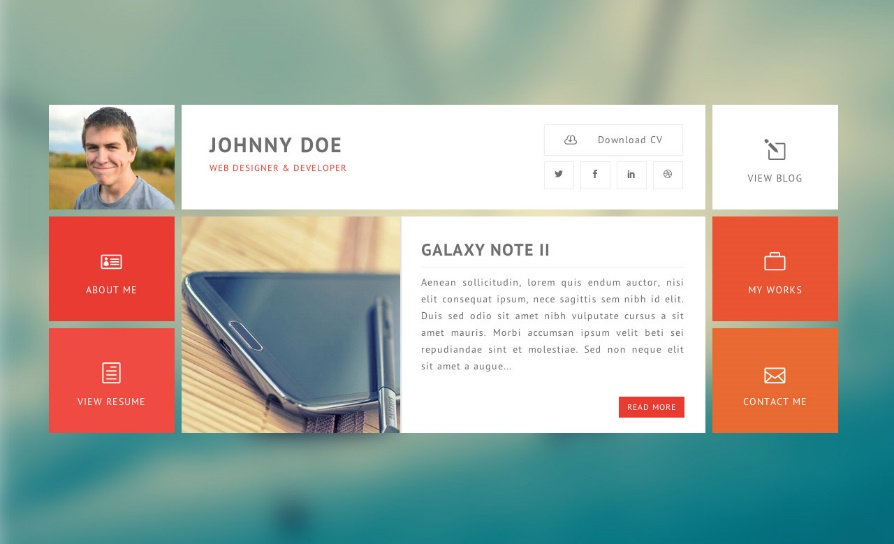 JOHNNY DOE
WEB DESIGNER & DEVELOPER
Download CV
VIEW BLOG
ABOUT ME
GALAXY NOTE II
Aenean sollicitudin, lorem quis endum auctor, nisi
elit consequat ipsum, nece sagittis sem nibh id elit.
Duis sed odio sit amet nibh vulputate cursus a sit
amet mauris. Morbi accumsan ipsum velit beti sei
repudiandae sint et molestiae. Sed non neque elit
sit amet a augue...
READ MORE
MY WORKS
VIEW RESUME
CONTACT ME